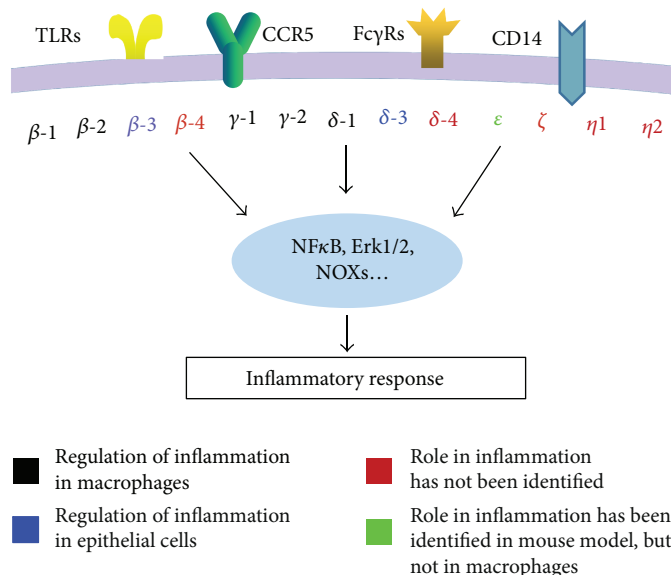 TLRs CCR5 FcγRs CD14
β-1 β-2 β-3 β-4 γ-1 γ-2 δ-1 δ-3 δ-4 ε ζ η1 η2
NFκB, Erk1/2,
NOXs…
Inflammatory response
Regulation of inflammation
in macrophages
Regulation of inflammation
in epithelial cells
Role in inflammation
has not been identified
Role in inflammation has been
identified in mouse model, but
not in macrophages